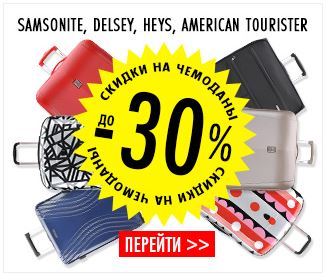 SAMSONITE, DELSEY, HEYS, AMERICAN TOURISTER
СКИДКИ НА ЧЕМОДАНЫ
ДО
-30%
СКИДКИ НА ЧЕМОДАНЫ
ПЕРЕЙТИ >>